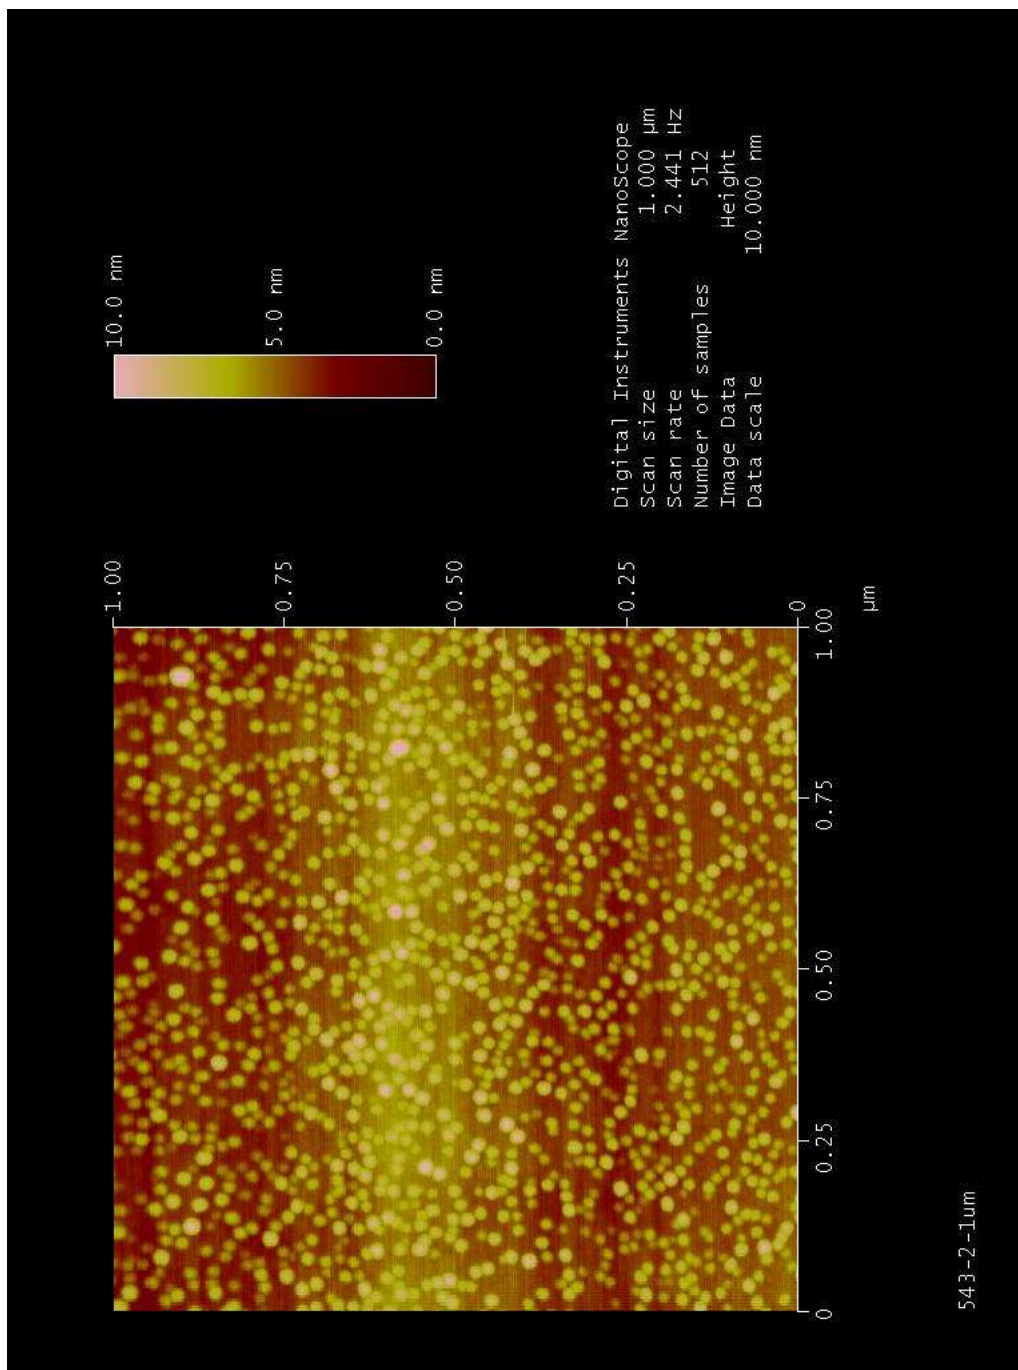 10.0 nm
5.0 nm
0.0 nm
Digital Instruments NanoScope
Scan size 1.000 µm
Scan rate 2.441 Hz
Number of samples 512
Image Data Height
Data scale 10.000 nm
1.00
0.75
0.50
0.25
0
0
0.25
0.50
0.75
1.00
µm
543-2-1um